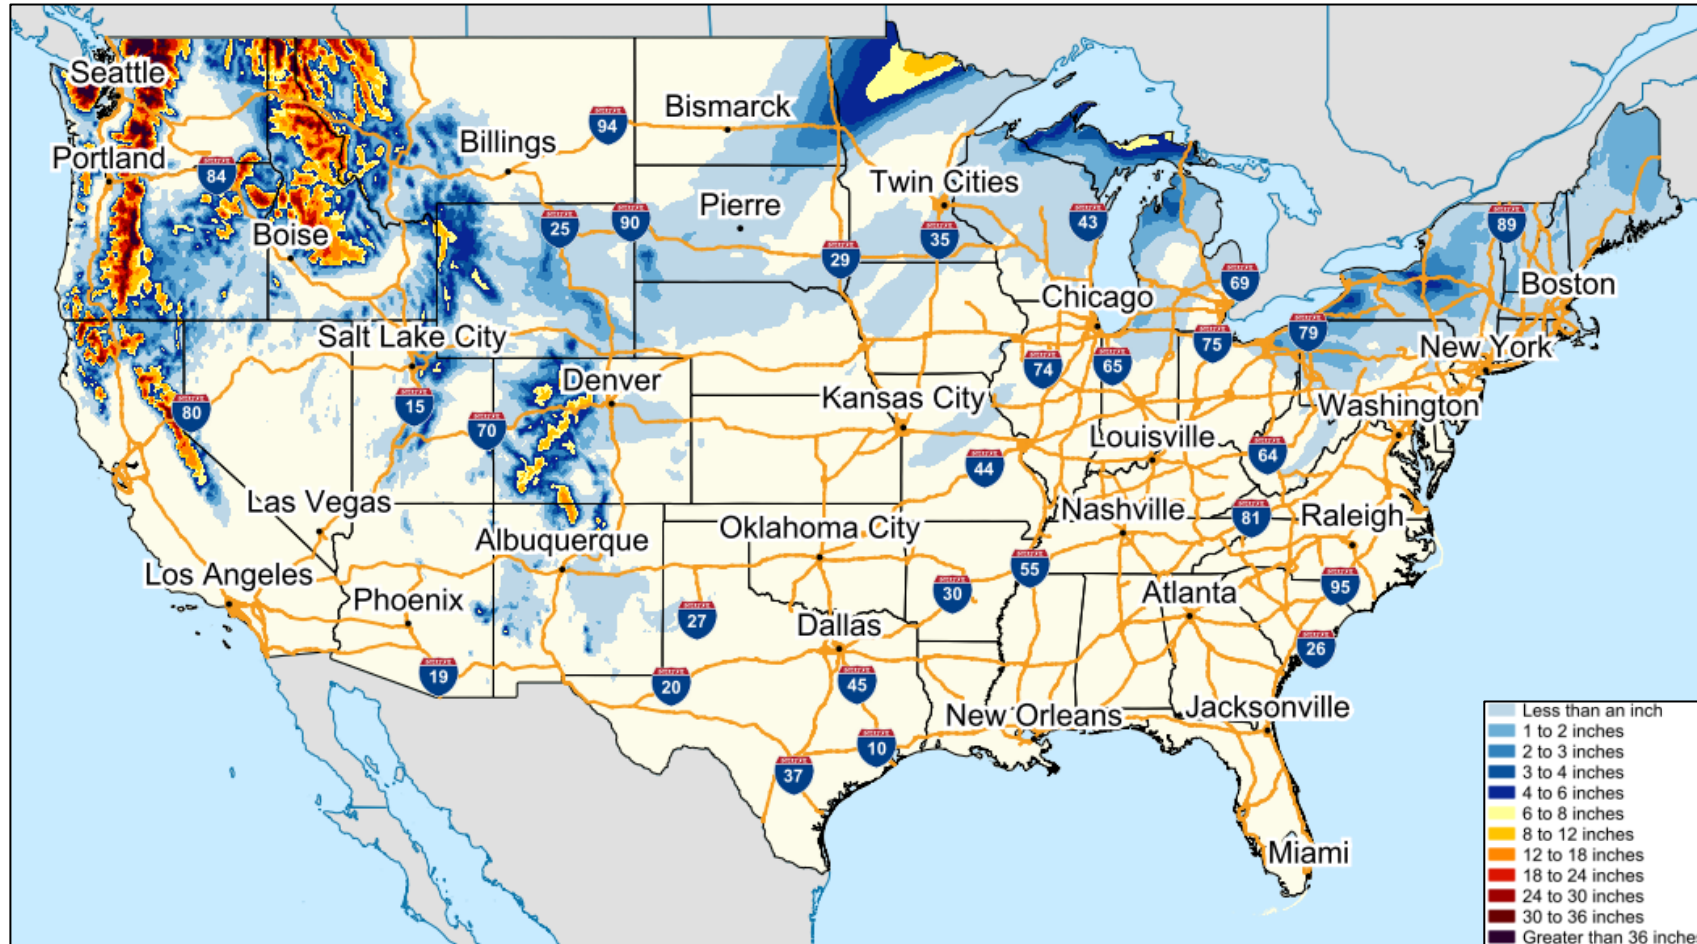 Seattle
Portland
84
Boise
Billings
94
Bismarck
Pierre
25
90
29
Twin Cities
35
43
69
89
Boston
Chicago
79
New York
75
74
65
Salt Lake City
Denver
80
15
70
Kansas City
Washington
Louisville
64
44
Las Vegas
Albuquerque
Oklahoma City
Nashville
81
Raleigh
Los Angeles
Phoenix
55
30
95
27
Atlanta
Dallas
26
19
20
45
New Orleans
Jacksonville
10
37
Miami
Less than an inch
1 to 2 inches
2 to 3 inches
3 to 4 inches
4 to 6 inches
6 to 8 inches
8 to 12 inches
12 to 18 inches
18 to 24 inches
24 to 30 inches
30 to 36 inches
Greater than 36 inches